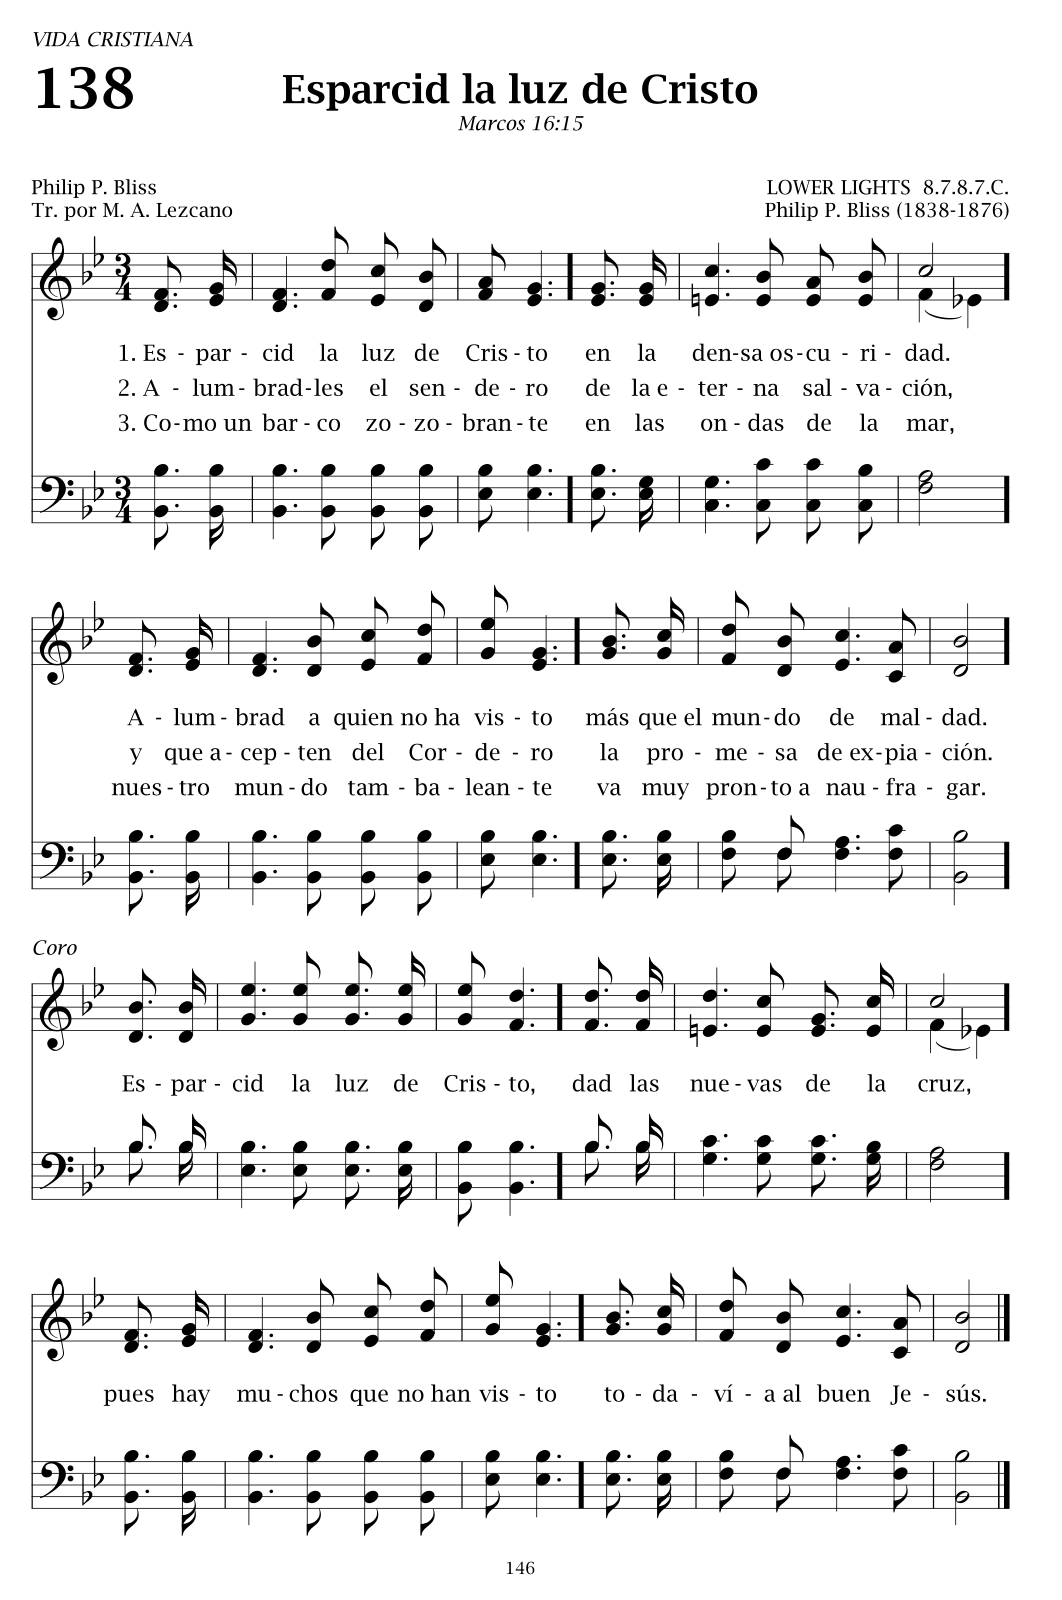 VIDA CRISTIANA
138
Esparcid la luz de Cristo
Marcos 16:15
Philip P. Bliss
LOWER LIGHTS 8.7.8.7.C.
Tr. por M. A. Lezcano
Philip P. Bliss (1838-1876)
3
4
1. Es - par - cid la luz de Cris - to en la den - sa os - cu - ri - dad.
2. A - lum - brad - les el sen - de - ro de la e - ter - na sal - va - ción,
3. Co - mo un bar - co zo - zo - bran - te en las on - das de la mar,
3
4
A - lum - brad a quien no ha vis - to más que el mun - do de mal - dad.
y que a - cep - ten del Cor - de - ro la pro - me - sa de ex - pia - ción.
nues - tro mun - do tam - ba - lean - te va muy pron - to a nau - fra - gar.
Coro
Es - par - cid la luz de Cris - to, dad las nue - vas de la cruz,
pues hay mu - chos que no han vis - to to - da - ví - a al buen Je - sús.
146